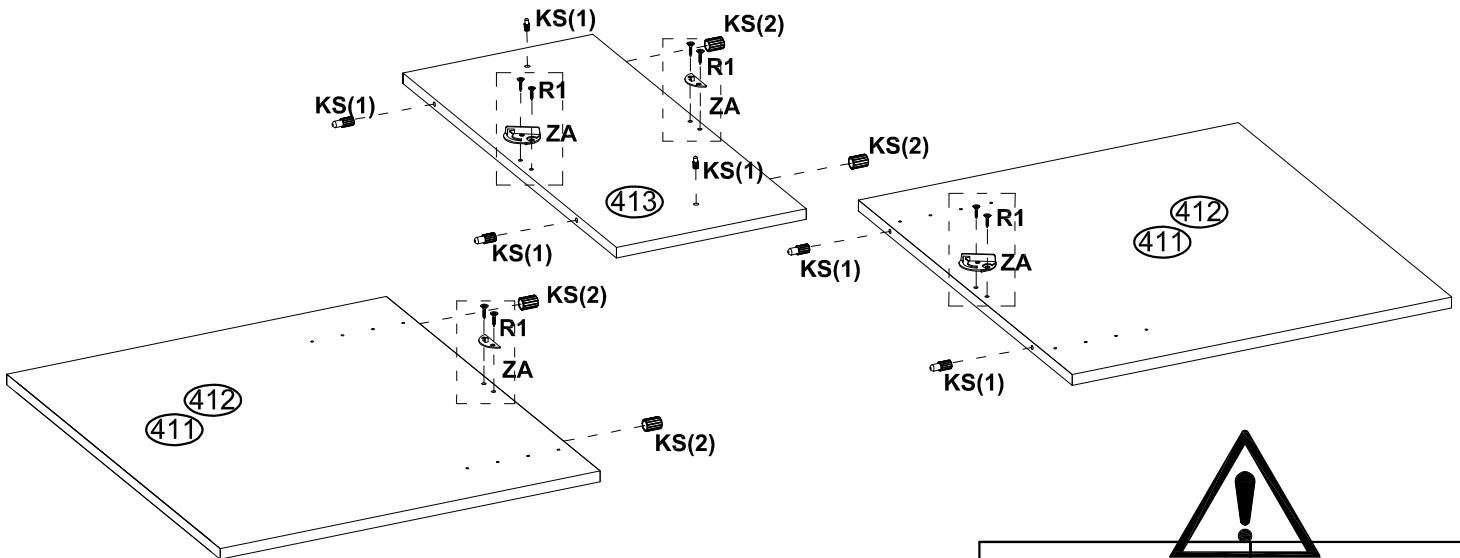 KS(1)
KS(2)
R1
ZA
KS(1)
R1
ZA
KS(2)
KS(1)
413
KS(1)
412
411
R1
ZA
KS(1)
KS(1)
KS(2)
R1
ZA
412
411
KS(2)
!